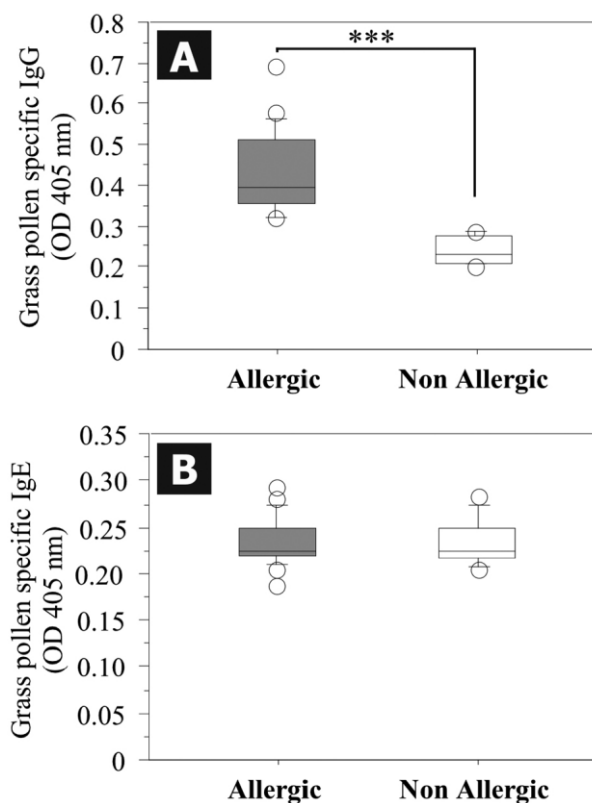 A
***
Grass pollen specific IgG
(OD 405 nm)
0.8
0.7
0.6
0.5
0.4
0.3
0.2
0.1
0
Allergic Non Allergic
B
Grass pollen specific IgE
(OD 405 nm)
0.35
0.30
0.25
0.20
0.15
0.10
0.05
0
Allergic Non Allergic